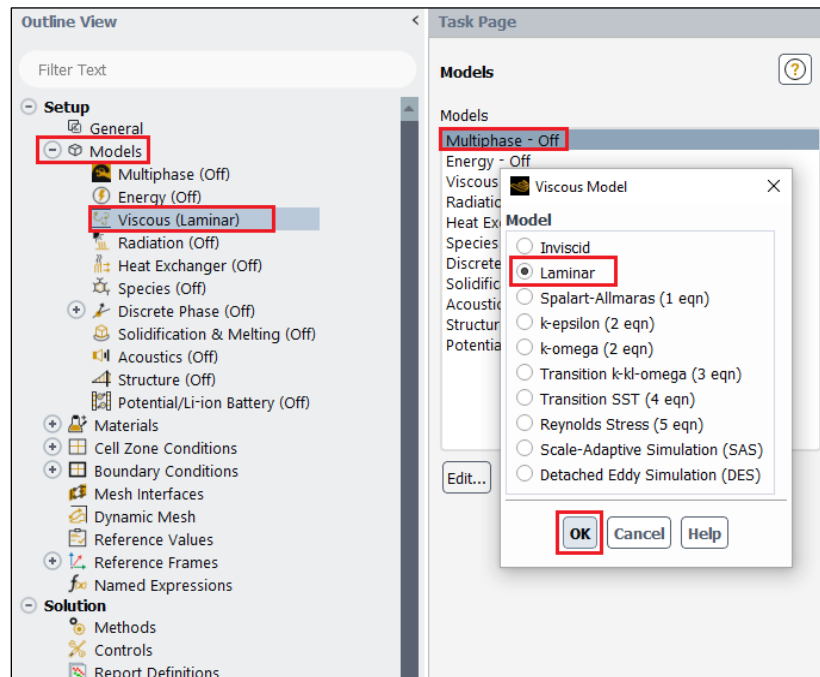 Outline View
Filter Text
Setup
General
Models
Multiphase (Off)
Energy (Off)
Viscous (Laminar)
Radiation (Off)
Heat Exchanger (Off)
Species (Off)
Discrete Phase (Off)
Solidification & Melting (Off)
Acoustics (Off)
Structure (Off)
Potential/Li-ion Battery (Off)
Materials
Cell Zone Conditions
Boundary Conditions
Mesh Interfaces
Dynamic Mesh
Reference Values
Reference Frames
Named Expressions
Solution
Methods
Controls
Report Definitions
Task Page
Models
Models
Multiphase - Off
Energy - Off
Viscous
Radiatio
Heat Ex
Species
Discrete
Solidific
Acoustic
Structur
Potentia
Edit...
Viscous Model
Model
Inviscid
Laminar
Spalart-Allmaras (1 eqn)
k-epsilon (2 eqn)
k-omega (2 eqn)
Transition k-kl-omega (3 eqn)
Transition SST (4 eqn)
Reynolds Stress (5 eqn)
Scale-Adaptive Simulation (SAS)
Detached Eddy Simulation (DES)
OK Cancel Help